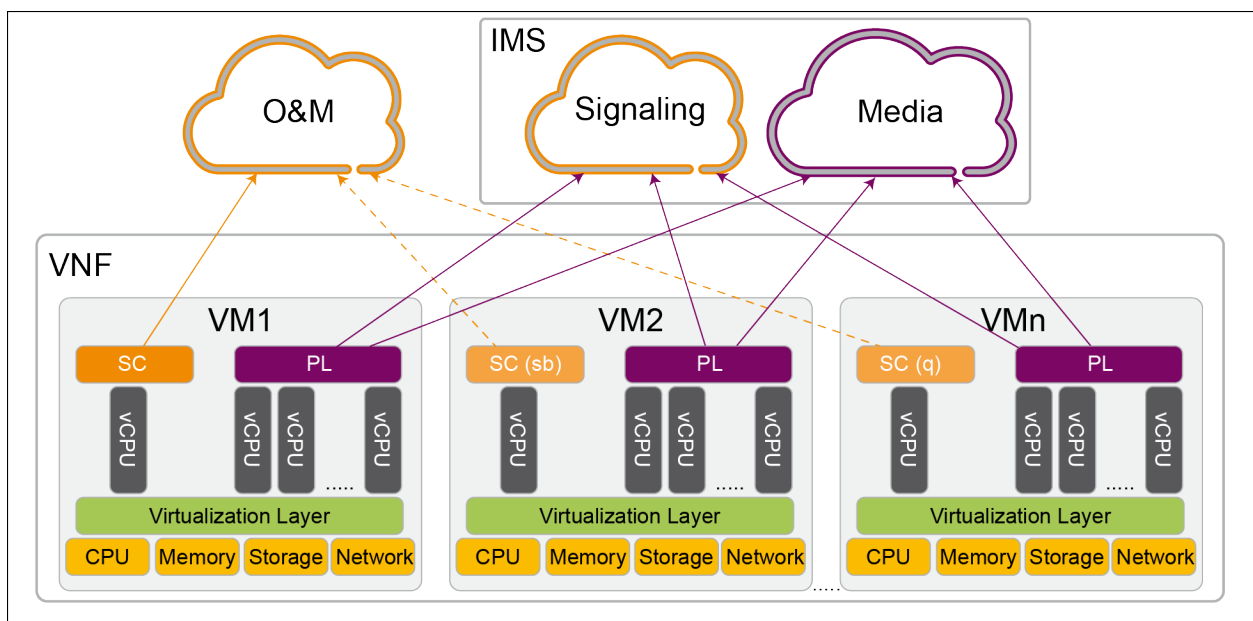 IMS
O&M
Signaling
Media
VNF
VM1
VM2
VMn
SC
PL
SC (sb)
PL
SC (q)
PL
vCPU
vCPU
vCPU
.....
vCPU
vCPU
vCPU
vCPU
.....
vCPU
vCPU
vCPU
vCPU
.....
vCPU
Virtualization Layer
Virtualization Layer
Virtualization Layer
CPU
Memory
Storage
Network
CPU
Memory
Storage
Network
CPU
Memory
Storage
Network
.....